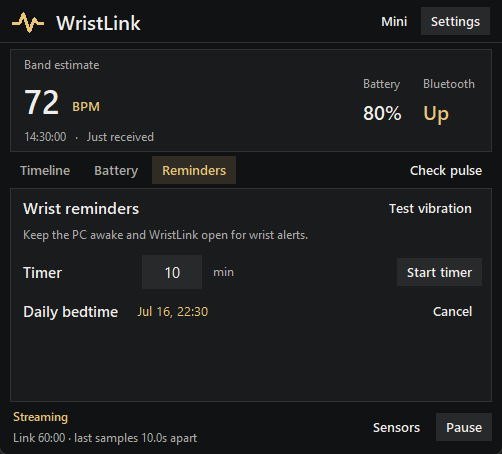 WristLink
Mini
Settings
Band estimate
72 BPM
14:30:00 · Just received
Battery
80%
Bluetooth
Up
Timeline
Battery
Reminders
Check pulse
Wrist reminders
Test vibration
Keep the PC awake and WristLink open for wrist alerts.
Timer
10
min
Start timer
Daily bedtime
Jul 16, 22:30
Cancel
Streaming
Link 60:00 · last samples 10.0s apart
Sensors
Pause